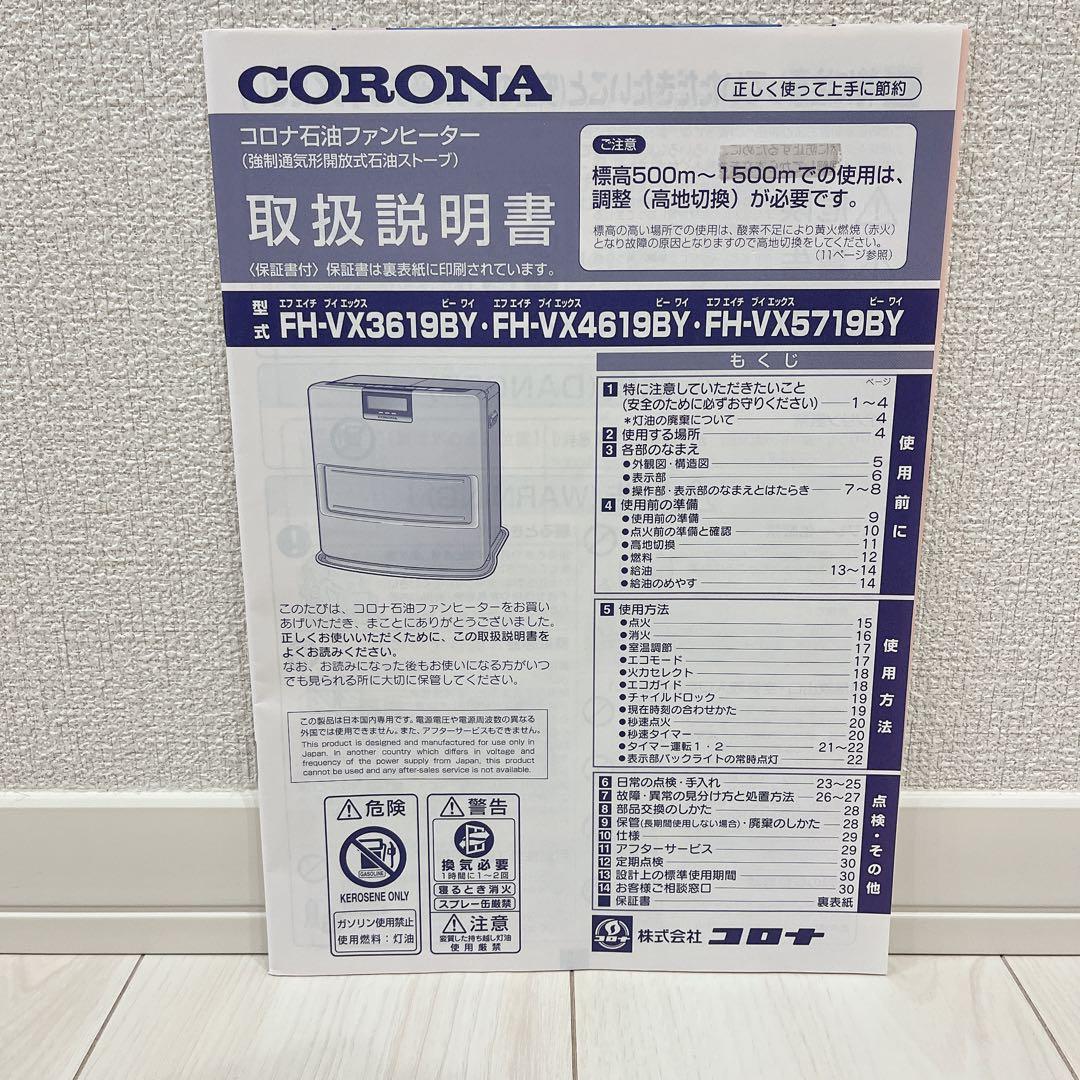 CORONA
正しく使って上手に節約
コロナ石油ファンヒーター
(強制通気形開放式石油ストーブ)
取扱説明書
〈保証書付〉保証書は裏表紙に印刷されています。
ご注意
標高500m～1500mでの使用は、
調整（高地切換）が必要です。
標高の高い場所での使用は、酸素不足により黄火燃焼（赤火）
となり故障の原因となりますので高地切換をしてください。
(11ページ参照)
型式
エフ エイチ ブイ エックス ビー ワイ エフ エイチ ブイ エックス ビー ワイ エフ エイチ ブイ エックス ビー ワイ
FH-VX3619BY・FH-VX4619BY・FH-VX5719BY
CORONA
このたびは、コロナ石油ファンヒーターをお買い
あげいただき、まことにありがとうございました。
正しくお使いいただくために、この取扱説明書を
よくお読みください。
なお、お読みになった後もお使いになる方がいつ
でも見られる所に大切に保管してください。
この製品は日本国内専用です。電源電圧や電源周波数の異なる
外国では使用できません。また、アフターサービスもできません。
This product is designed and manufactured for use only in
Japan. In another country which differs in voltage and
frequency of the power supply from Japan, this product
cannot be used and any after-sales service is not available.
危険
GASOLINE
KEROSENE ONLY
ガソリン使用禁止
使用燃料：灯油
警告
換気必要
1時間に1～2回
寝るとき消火
スプレー缶厳禁
注意
変質した持ち越し灯油
使用厳禁
もくじ
ページ
1 特に注意していただきたいこと
(安全のために必ずお守りください) 1～4
＊灯油の廃棄について 4
2 使用する場所 4
3 各部のなまえ
●外観図・構造図 5
●表示部 6
●操作部・表示部のなまえとはたらき 7～8
4 使用前の準備
●使用前の準備 9
●点火前の準備と確認 10
●高地切換 11
●燃料 12
●給油 13～14
●給油のめやす 14
使用前に
5 使用方法
●点火 15
●消火 16
●室温調節 17
●エコモード 17
●火力セレクト 18
●エコガイド 18
●チャイルドロック 19
●現在時刻の合わせかた 19
●秒速点火 20
●秒速タイマー 20
●タイマー運転1・2 21～22
●表示部バックライトの常時点灯 22
使用方法
6 日常の点検・手入れ 23～25
7 故障・異常の見分け方と処置方法 26～27
8 部品交換のしかた 28
9 保管(長期間使用しない場合)・廃棄のしかた 28
10 仕様 29
11 アフターサービス 29
12 定期点検 30
13 設計上の標準使用期間 30
14 お客様ご相談窓口 30
■ 保証書 裏表紙
点検・その他
コロナ
株式会社 コロナ